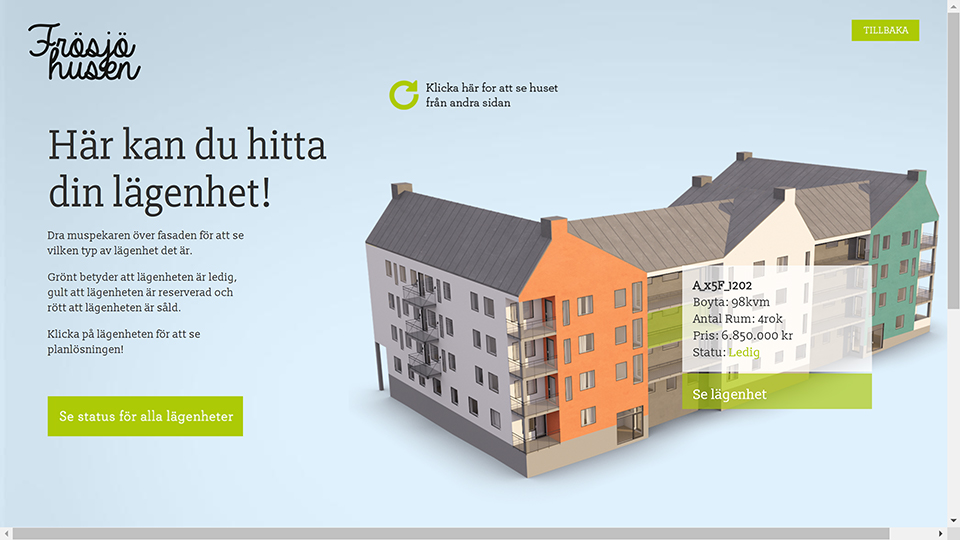 Frösjö
husen
TILLBAKA
Klicka här for att se huset
från andra sidan
Här kan du hitta
din lägenhet!
Dra muspekaren över fasaden för att se
vilken typ av lägenhet det är.
Grönt betyder att lägenheten är ledig,
gult att lägenheten är reserverad och
rött att lägenheten är såld.
Klicka på lägenheten för att se
planlösningen!
Se status för alla lägenheter
A_x5F_1202
Boyta: 98kvm
Antal Rum: 4rok
Pris: 6.850.000 kr
Statu: Ledig
Se lägenhet